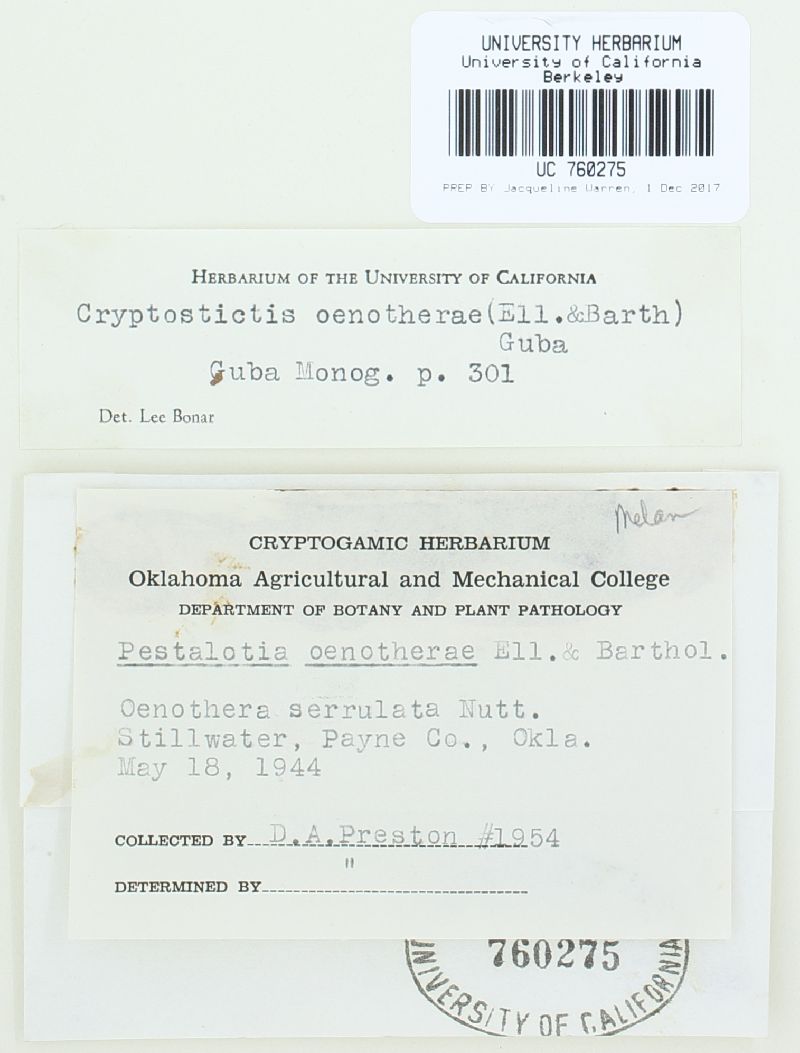 UNIVERSITY HERBARIUM
University of California
Berkeley
UC 760275
PREP BY Jacqueline Warren, 1 Dec 2017
HERBARIUM OF THE UNIVERSITY OF CALIFORNIA
Cryptostictis oenotherae(Ell.&Barth)
Guba
Guba Monog. p. 301
Det. Lee Bonar
Melan
CRYPTOGAMIC HERBARIUM
Oklahoma Agricultural and Mechanical College
DEPARTMENT OF BOTANY AND PLANT PATHOLOGY
Pestalotia oenotherae Ell.& Barthol.
Oenothera serrulata Nutt.
Stillwater, Payne Co., Okla.
May 18, 1944
COLLECTED BY D.A.Preston #1954
"
DETERMINED BY
760275
UNIVERSITY OF CALIFORNIA